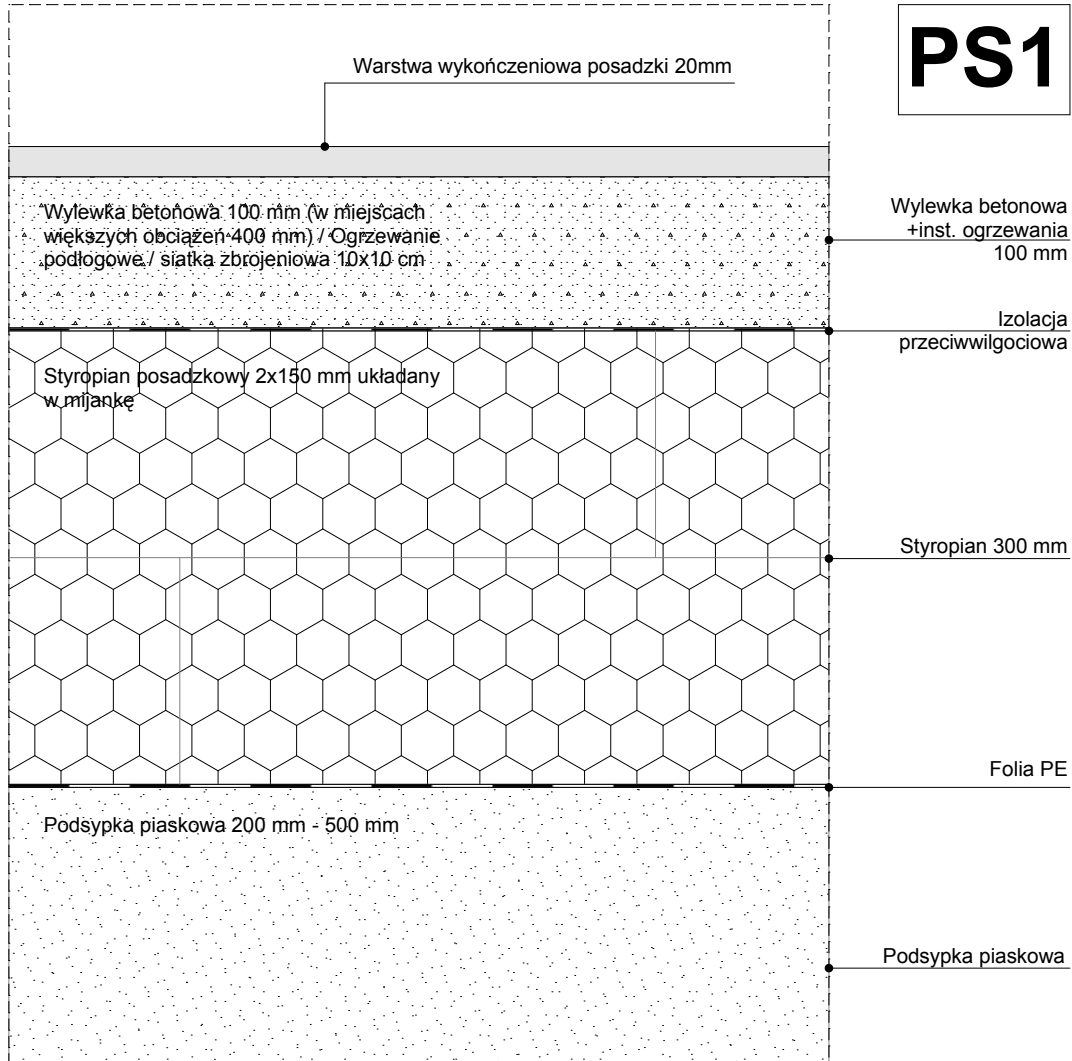 PS1
Warstwa wykończeniowa posadzki 20mm
Wylewka betonowa 100 mm (w miejscach
większych obciążeń 400 mm) / Ogrzewanie
podłogowe / siatka zbrojeniowa 10x10 cm
Wylewka betonowa
+inst. ogrzewania
100 mm
Izolacja
przeciwwilgociowa
Styropian posadzkowy 2x150 mm układany
w mijankę
Styropian 300 mm
Folia PE
Podsypka piaskowa 200 mm - 500 mm
Podsypka piaskowa